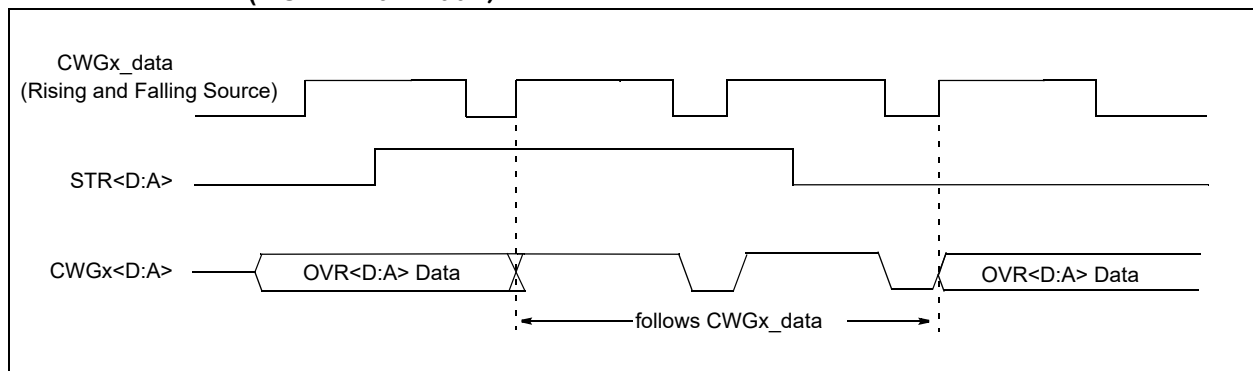 CWGx_data
(Rising and Falling Source)
STR<D:A>
CWGx<D:A>
OVR<D:A> Data
OVR<D:A> Data
follows CWGx_data